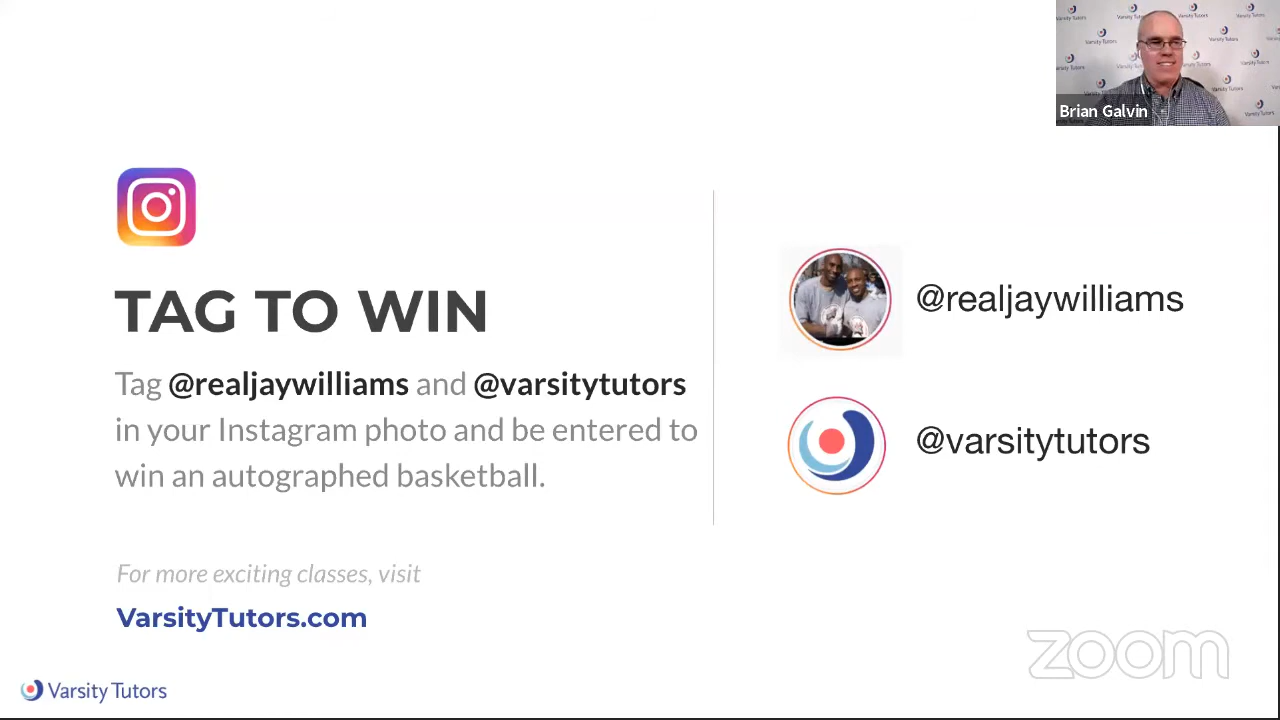 Brian Galvin
TAG TO WIN
Tag @realjaywilliams and @varsitytutors
in your Instagram photo and be entered to
win an autographed basketball.
@realjaywilliams
@varsitytutors
For more exciting classes, visit
VarsityTutors.com
Varsity Tutors
zoom